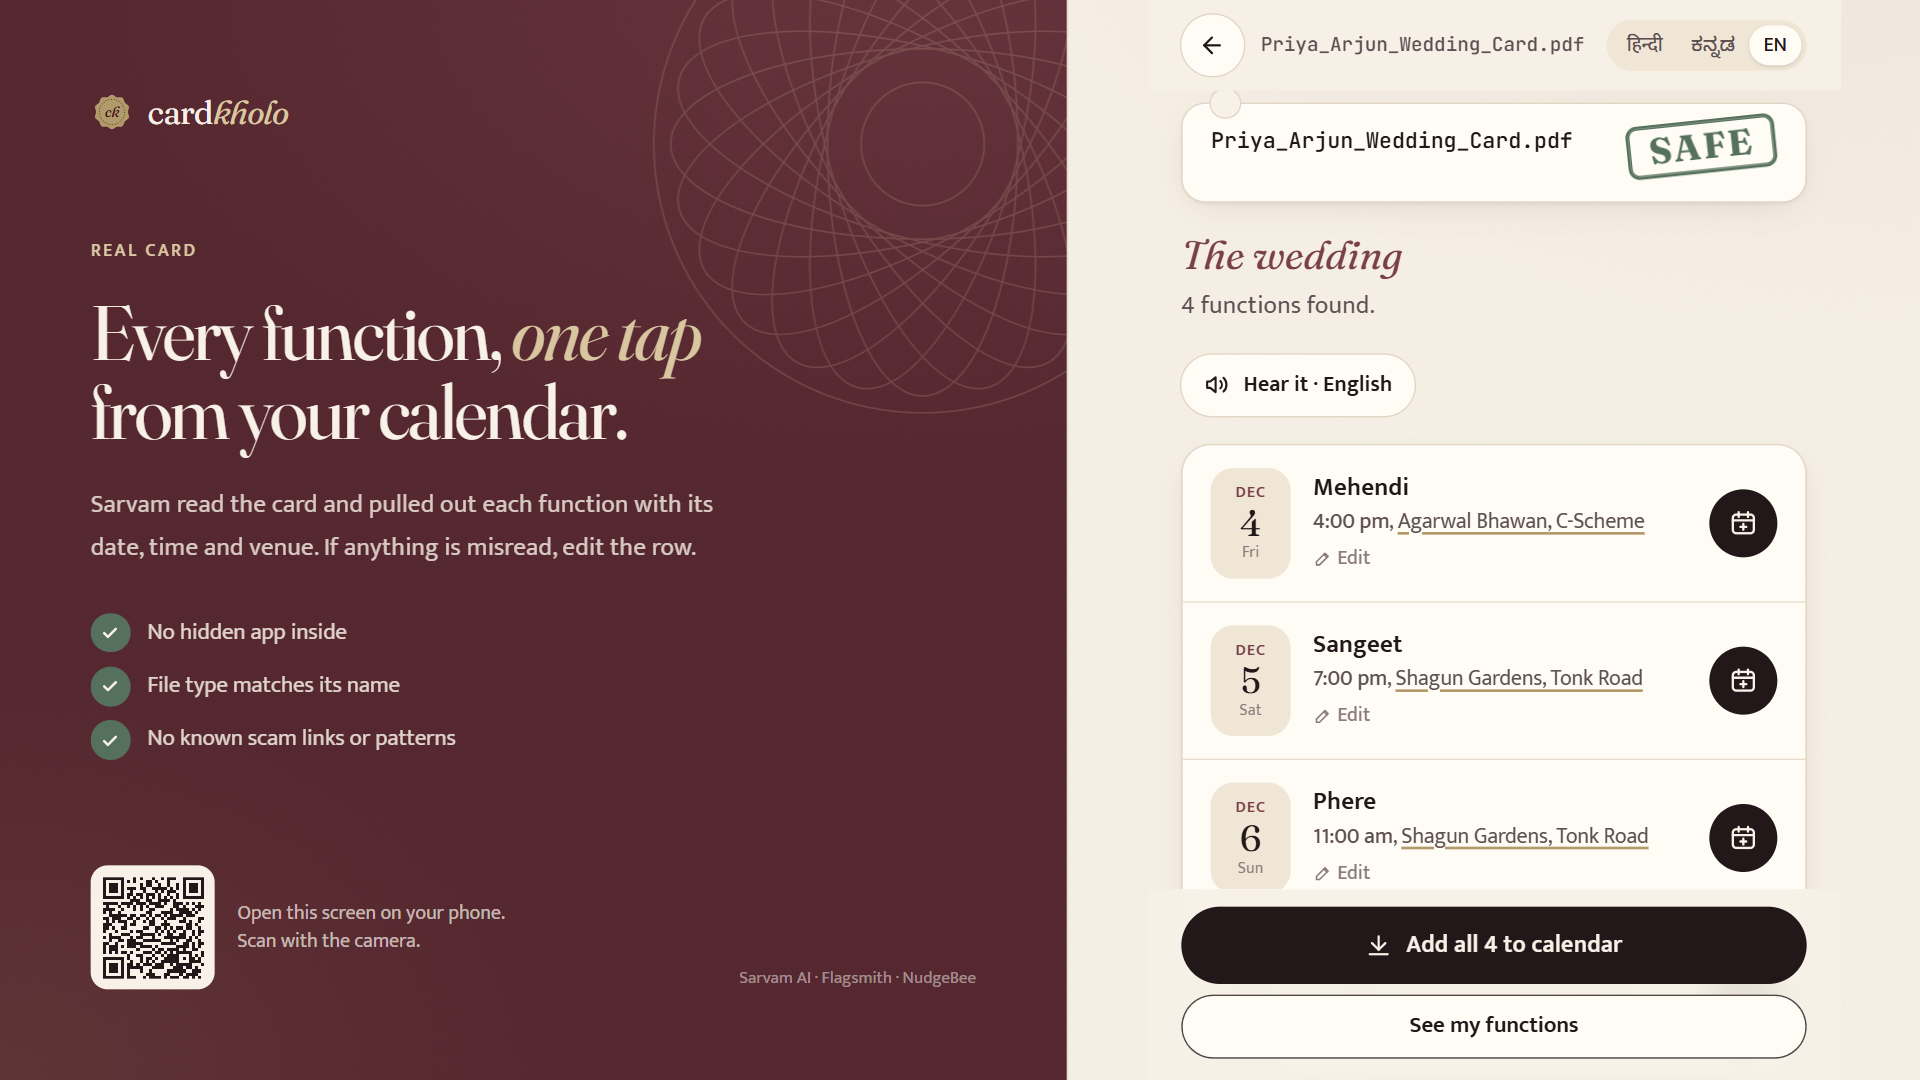 ck cardkholo
REAL CARD
Every function, one tap
from your calendar.
Sarvam read the card and pulled out each function with its
date, time and venue. If anything is misread, edit the row.
No hidden app inside
File type matches its name
No known scam links or patterns
Open this screen on your phone.
Scan with the camera.
Sarvam AI · Flagsmith · NudgeBee
Priya_Arjun_Wedding_Card.pdf
हिन्दी ಕನ್ನಡ EN
Priya_Arjun_Wedding_Card.pdf
SAFE
The wedding
4 functions found.
Hear it · English
DEC
4
Fri
Mehendi
4:00 pm, Agarwal Bhawan, C-Scheme
Edit
DEC
5
Sat
Sangeet
7:00 pm, Shagun Gardens, Tonk Road
Edit
DEC
6
Sun
Phere
11:00 am, Shagun Gardens, Tonk Road
Edit
Add all 4 to calendar
See my functions